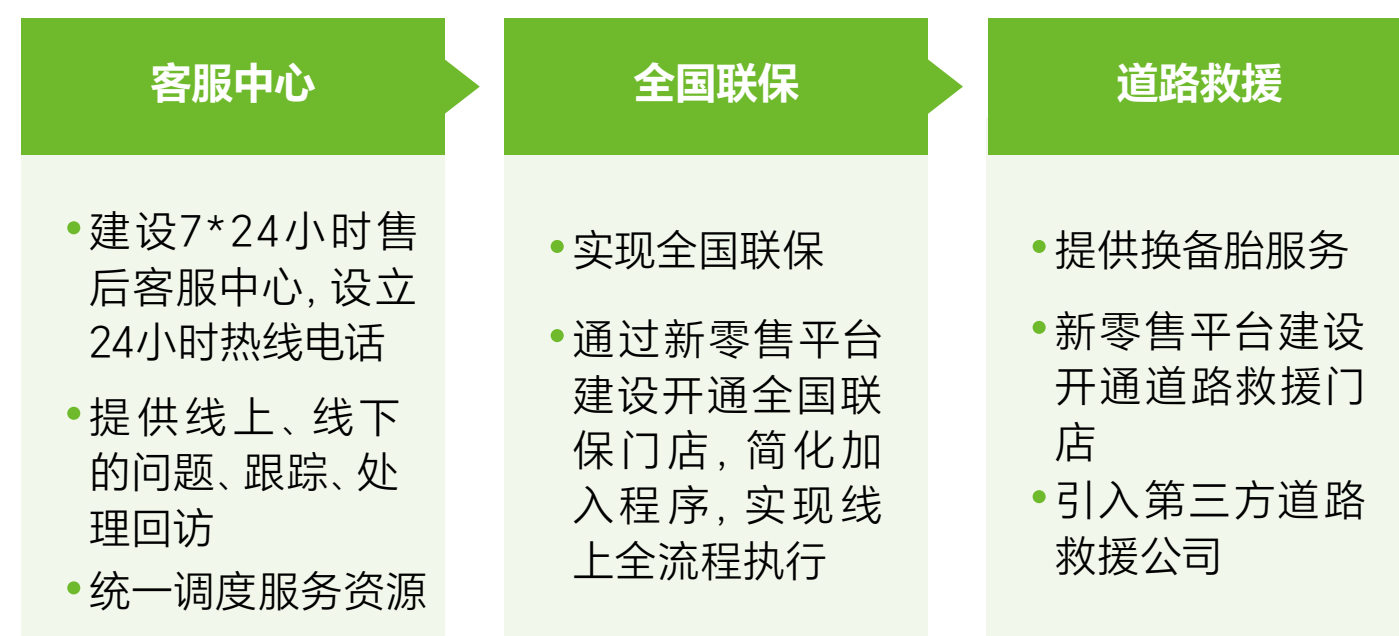 客服中心
• 建设7*24小时售
后客服中心, 设立
24小时热线电话
• 提供线上、线下
的问题、跟踪、处
理回访
• 统一调度服务资源
全国联保
• 实现全国联保
• 通过新零售平台
建设开通全国联
保门店, 简化加
入程序, 实现线
上全流程执行
道路救援
• 提供换备胎服务
• 新零售平台建设
开通道路救援门
店
• 引入第三方道路
救援公司